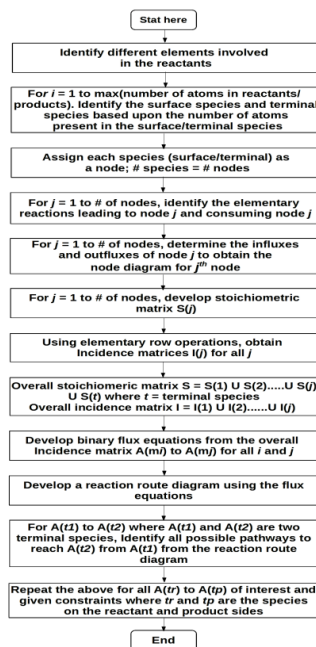 Stat here
Identify different elements involved
in the reactants
For i = 1 to max(number of atoms in reactants/
products). Identify the surface species and terminal
species based upon the number of atoms
present in the surface/terminal species
Assign each species (surface/terminal) as
a node; # species = # nodes
For j = 1 to # of nodes, identify the elementary
reactions leading to node j and consuming node j
For j = 1 to # of nodes, determine the influxes
and outfluxes of node j to obtain the
node diagram for jth node
For j = 1 to # of nodes, develop stoichiometric
matrix S(j)
Using elementary row operations, obtain
Incidence matrices I(j) for all j
Overall stoichiomeric matrix S = S(1) U S(2).....U S(j)
U S(t) where t = terminal species
Overall incidence matrix I = I(1) U I(2)......U I(j)
Develop binary flux equations from the overall
Incidence matrix A(mi) to A(mj) for all i and j
Develop a reaction route diagram using the flux
equations
For A(t1) to A(t2) where A(t1) and A(t2) are two
terminal species, Identify all possible pathways to
reach A(t2) from A(t1) from the reaction route
diagram
Repeat the above for all A(tr) to A(tp) of interest and
given constraints where tr and tp are the species
on the reactant and product sides
End